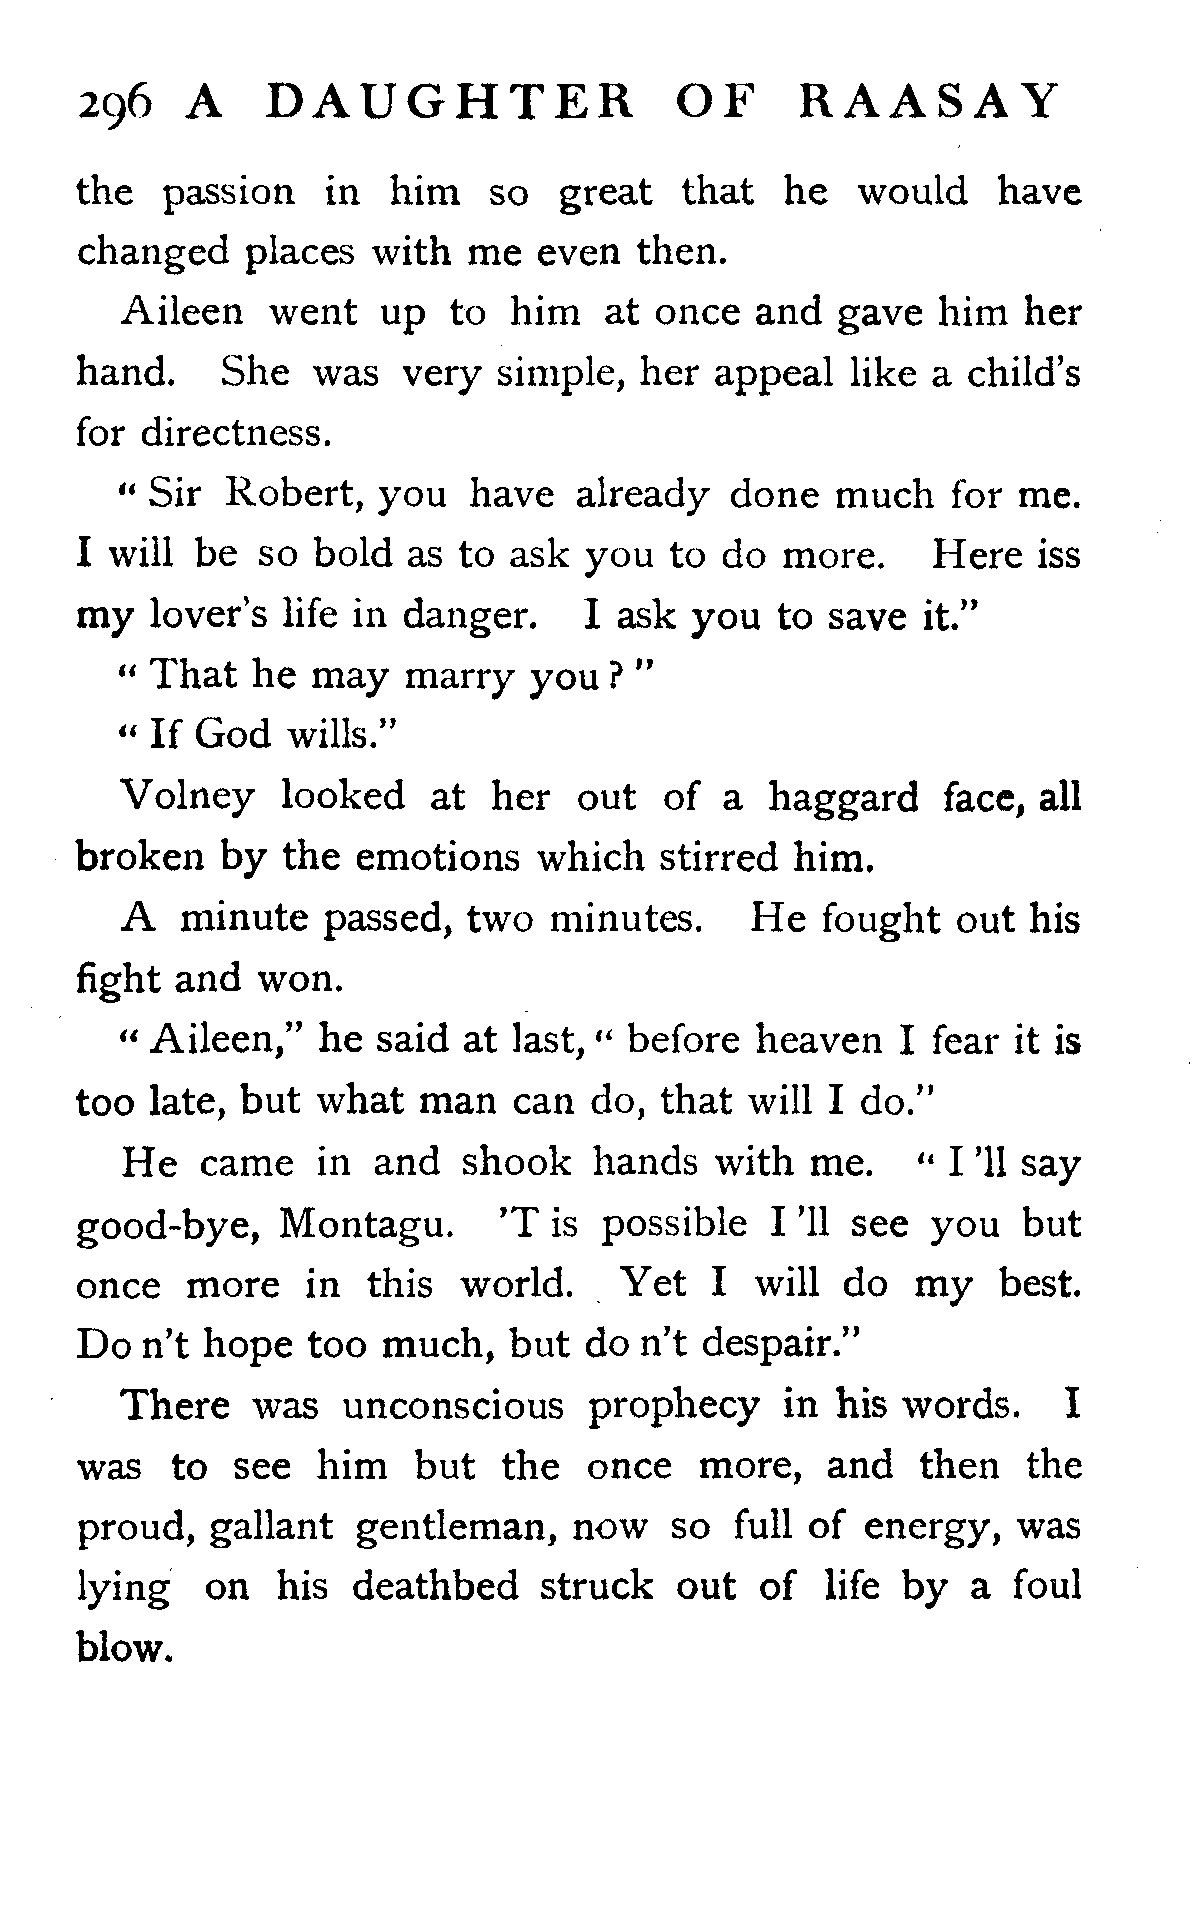 296 A DAUGHTER OF RAASAY
the passion in him so great that he would have
changed places with me even then.
Aileen went up to him at once and gave him her
hand. She was very simple, her appeal like a child's
for directness.
" Sir Robert, you have already done much for me.
I will be so bold as to ask you to do more. Here iss
my lover's life in danger. I ask you to save it."
" That he may marry you ? "
" If God wills."
Volney looked at her out of a haggard face, all
broken by the emotions which stirred him.
A minute passed, two minutes. He fought out his
fight and won.
" Aileen," he said at last, " before heaven I fear it is
too late, but what man can do, that will I do."
He came in and shook hands with me. " I 'll say
good-bye, Montagu. 'T is possible I 'll see you but
once more in this world. Yet I will do my best.
Do n't hope too much, but do n't despair."
There was unconscious prophecy in his words. I
was to see him but the once more, and then the
proud, gallant gentleman, now so full of energy, was
lying on his deathbed struck out of life by a foul
blow.